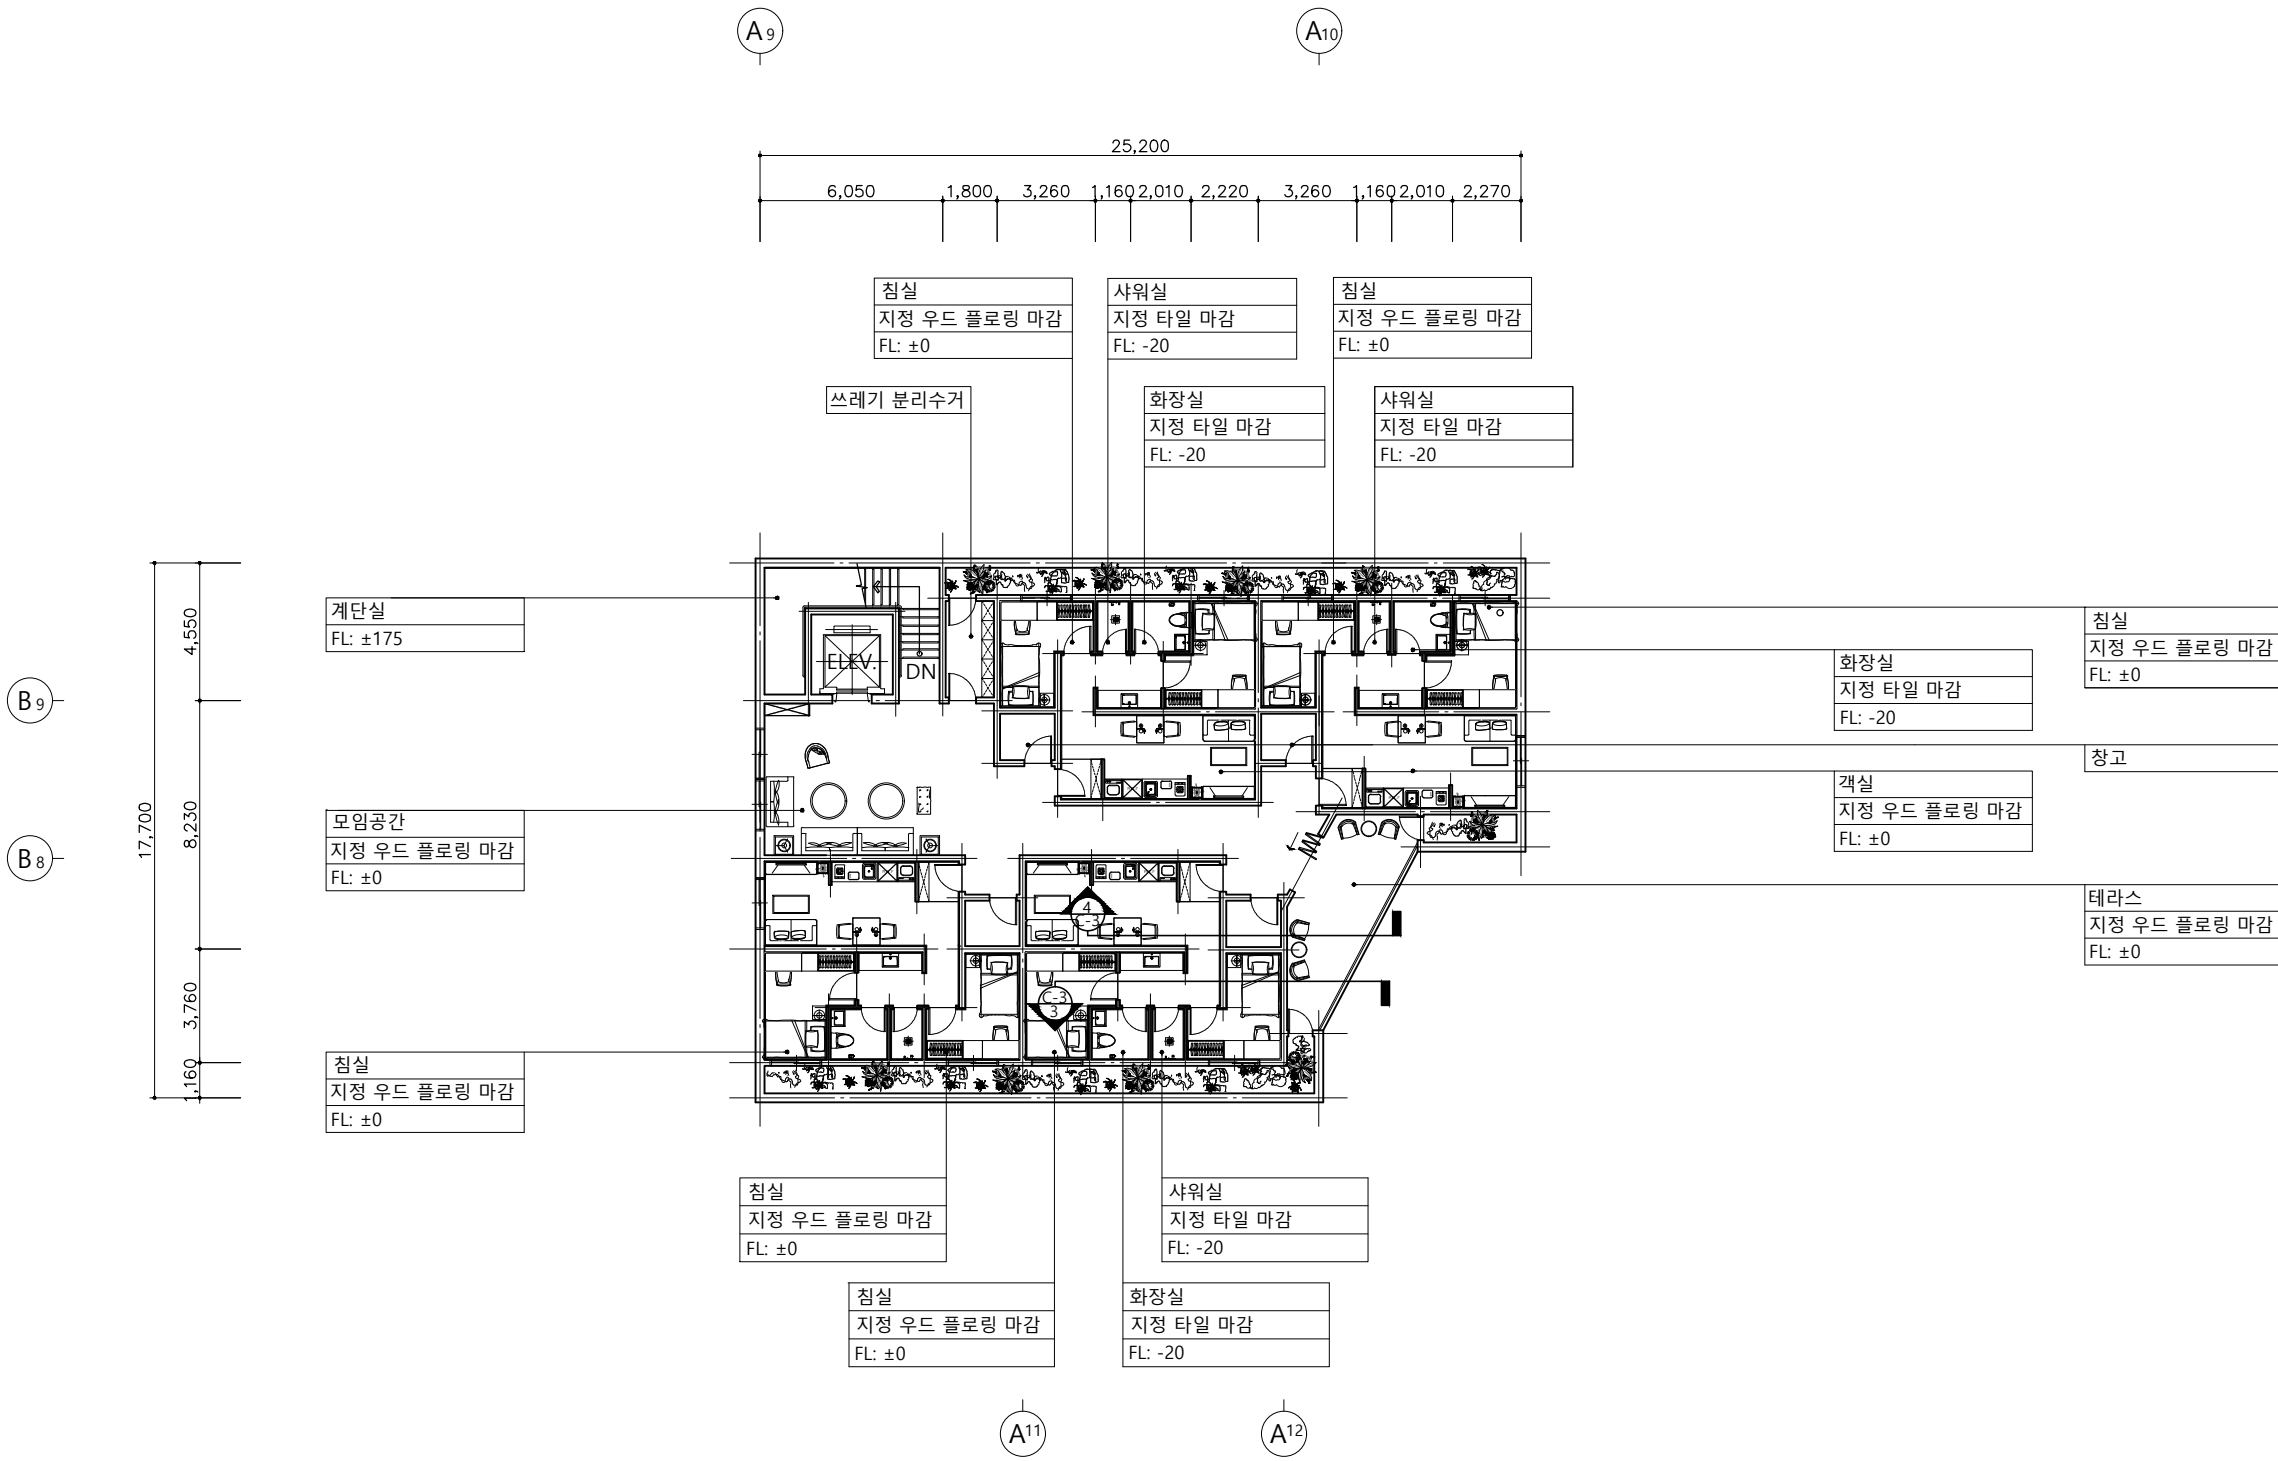 A9
A10
25,200
6,050
1,800
3,260
1,160
2,010
2,220
3,260
1,160
2,010
2,270
침실
지정 우드 플로링 마감
FL: ±0
샤워실
지정 타일 마감
FL: -20
침실
지정 우드 플로링 마감
FL: ±0
쓰레기 분리수거
화장실
지정 타일 마감
FL: -20
샤워실
지정 타일 마감
FL: -20
계단실
FL: ±175
침실
지정 우드 플로링 마감
FL: ±0
화장실
지정 타일 마감
FL: -20
창고
객실
지정 우드 플로링 마감
FL: ±0
테라스
지정 우드 플로링 마감
FL: ±0
B9
B8
17,700
4,550
8,230
3,760
1,160
ELEV.
DN
모임공간
지정 우드 플로링 마감
FL: ±0
4
C-3
C-3
3
침실
지정 우드 플로링 마감
FL: ±0
침실
지정 우드 플로링 마감
FL: ±0
샤워실
지정 타일 마감
FL: -20
침실
지정 우드 플로링 마감
FL: ±0
화장실
지정 타일 마감
FL: -20
A11
A12